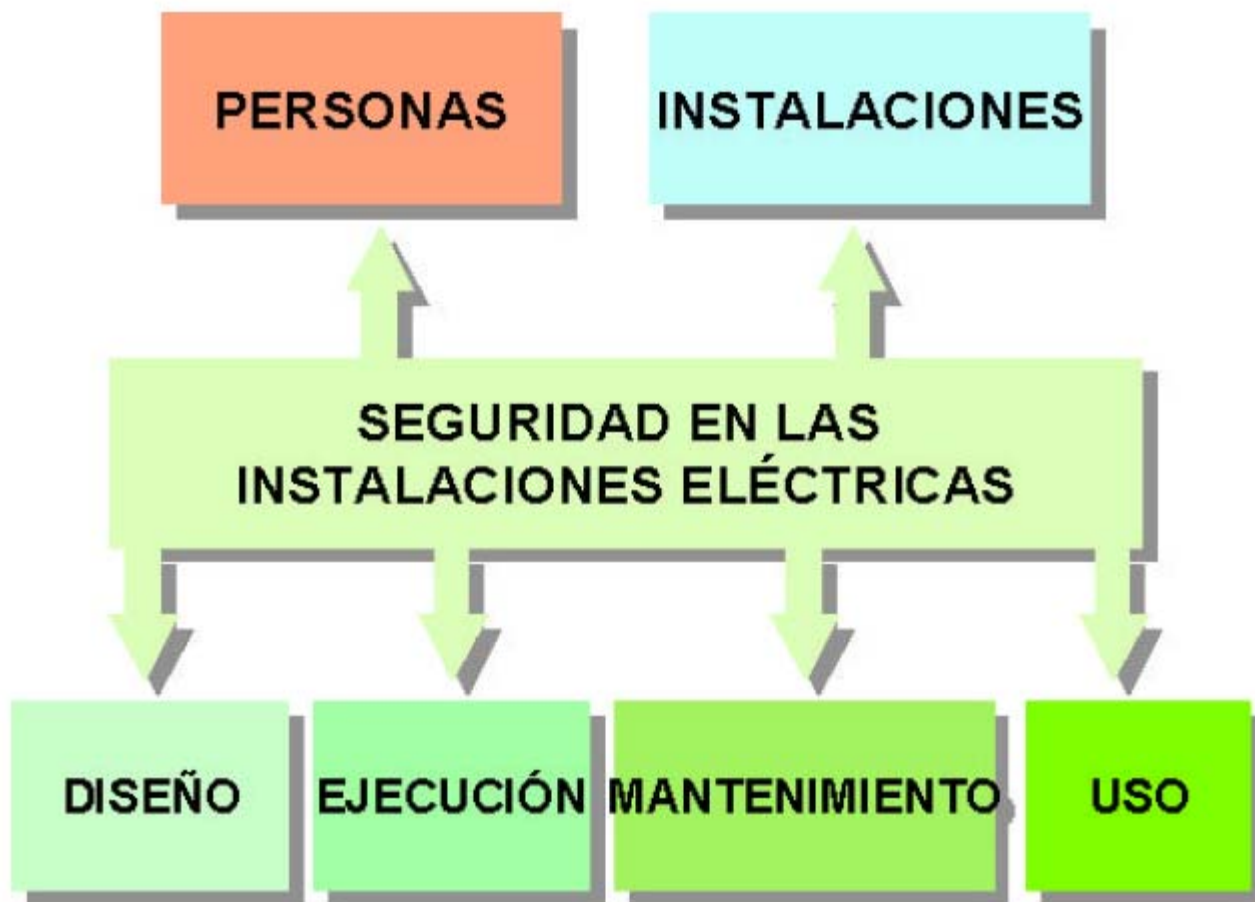 PERSONAS
INSTALACIONES
SEGURIDAD EN LAS
INSTALACIONES ELÉCTRICAS
DISEÑO
EJECUCIÓN
MANTENIMIENTO
USO